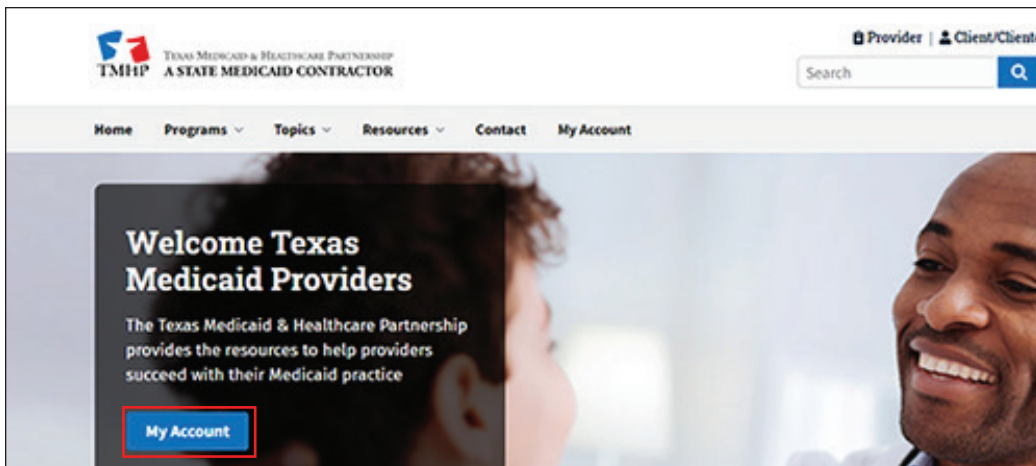 Provider | Client/Client
TMHP
TEXAS MEDICAID & HEALTHCARE PARTNERSHIP
A STATE MEDICAID CONTRACTOR
Search
Home Programs Topics Resources Contact My Account
Welcome Texas
Medicaid Providers
The Texas Medicaid & Healthcare Partnership
provides the resources to help providers
succeed with their Medicaid practice
My Account